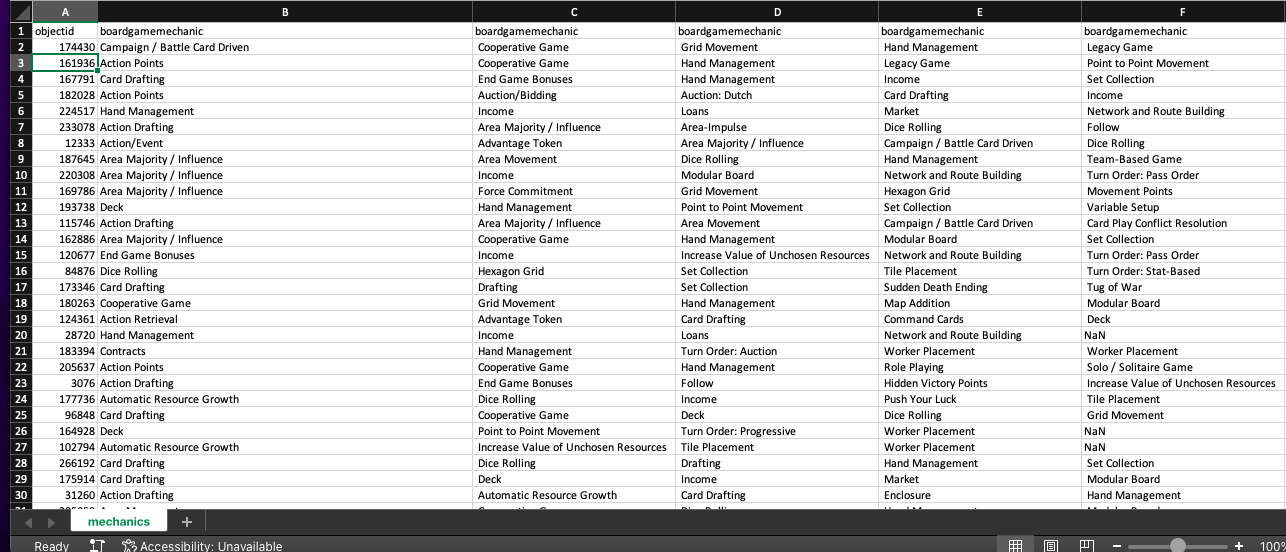 A B C D E F
1 objectid boardgamemechanic boardgamemechanic boardgamemechanic boardgamemechanic boardgamemechanic
2 174430 Campaign / Battle Card Driven Cooperative Game Grid Movement Hand Management Legacy Game
3 161936 Action Points Cooperative Game Hand Management Legacy Game Point to Point Movement
4 167791 Card Drafting End Game Bonuses Hand Management Income Set Collection
5 182028 Action Points Auction/Bidding Auction: Dutch Card Drafting Income
6 224517 Hand Management Income Loans Market Network and Route Building
7 233078 Action Drafting Area Majority / Influence Area-Impulse Dice Rolling Follow
8 12333 Action/Event Advantage Token Area Majority / Influence Campaign / Battle Card Driven Dice Rolling
9 187645 Area Majority / Influence Area Movement Dice Rolling Hand Management Team-Based Game
10 220308 Area Majority / Influence Income Modular Board Network and Route Building Turn Order: Pass Order
11 169786 Area Majority / Influence Force Commitment Grid Movement Hexagon Grid Movement Points
12 193738 Deck Hand Management Point to Point Movement Set Collection Variable Setup
13 115746 Action Drafting Area Majority / Influence Area Movement Campaign / Battle Card Driven Card Play Conflict Resolution
14 162886 Area Majority / Influence Cooperative Game Hand Management Modular Board Set Collection
15 120677 End Game Bonuses Income Increase Value of Unchosen Resources Network and Route Building Turn Order: Pass Order
16 84876 Dice Rolling Hexagon Grid Set Collection Tile Placement Turn Order: Stat-Based
17 173346 Card Drafting Drafting Set Collection Sudden Death Ending Tug of War
18 180263 Cooperative Game Grid Movement Hand Management Map Addition Modular Board
19 124361 Action Retrieval Advantage Token Card Drafting Command Cards Deck
20 28720 Hand Management Income Loans Network and Route Building NaN
21 183394 Contracts Hand Management Turn Order: Auction Worker Placement Worker Placement
22 205637 Action Points Cooperative Game Hand Management Role Playing Solo / Solitaire Game
23 3076 Action Drafting End Game Bonuses Follow Hidden Victory Points Increase Value of Unchosen Resources
24 177736 Automatic Resource Growth Dice Rolling Income Push Your Luck Tile Placement
25 96848 Card Drafting Cooperative Game Deck Dice Rolling Grid Movement
26 164928 Deck Point to Point Movement Turn Order: Progressive Worker Placement NaN
27 102794 Automatic Resource Growth Increase Value of Unchosen Resources Tile Placement Worker Placement NaN
28 266192 Card Drafting Dice Rolling Drafting Hand Management Set Collection
29 175914 Card Drafting Deck Income Market Modular Board
30 31260 Action Drafting Automatic Resource Growth Card Drafting Enclosure Hand Management
mechanics +
Ready Accessibility: Unavailable − + 100%